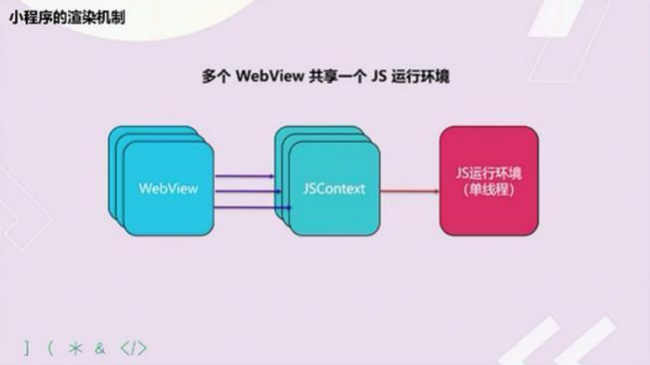 小程序的渲染机制
多个 WebView 共享一个 JS 运行环境
WebView
JSContext
JS运行环境
（单线程）
] ( * & </>